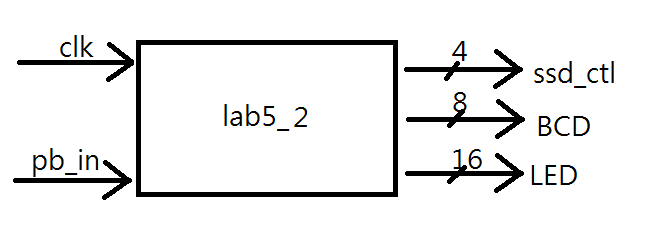 clk
pb_in
lab5_2
4
ssd_ctl
8
BCD
16
LED